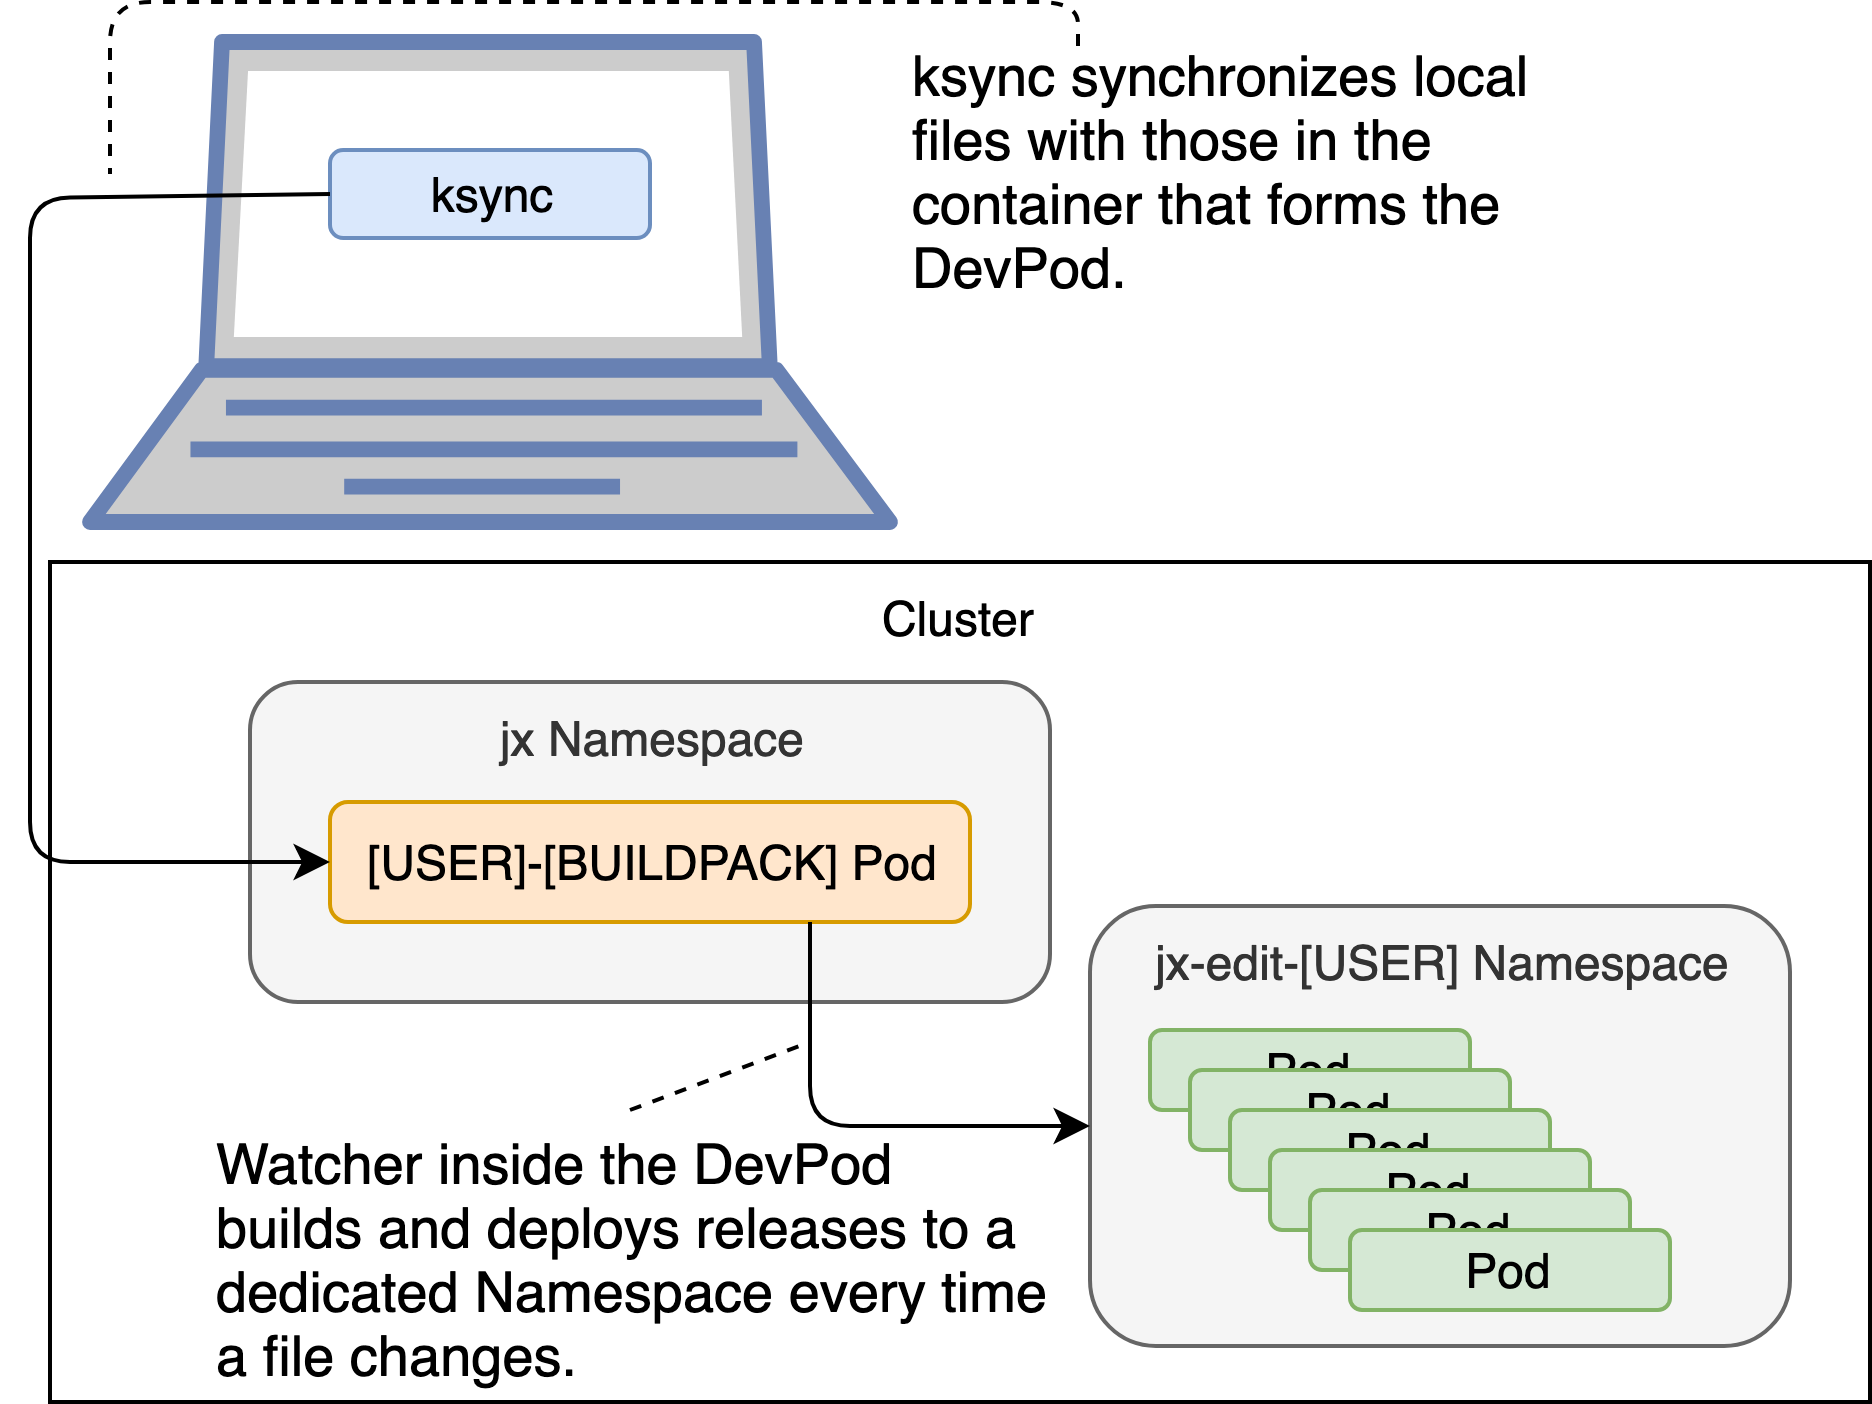 ksync synchronizes local
files with those in the
container that forms the
DevPod.
ksync
Cluster
jx Namespace
[USER]-[BUILDPACK] Pod
jx-edit-[USER] Namespace
Pod
Pod
Pod
Pod
Pod
Pod
Watcher inside the DevPod
builds and deploys releases to a
dedicated Namespace every time
a file changes.